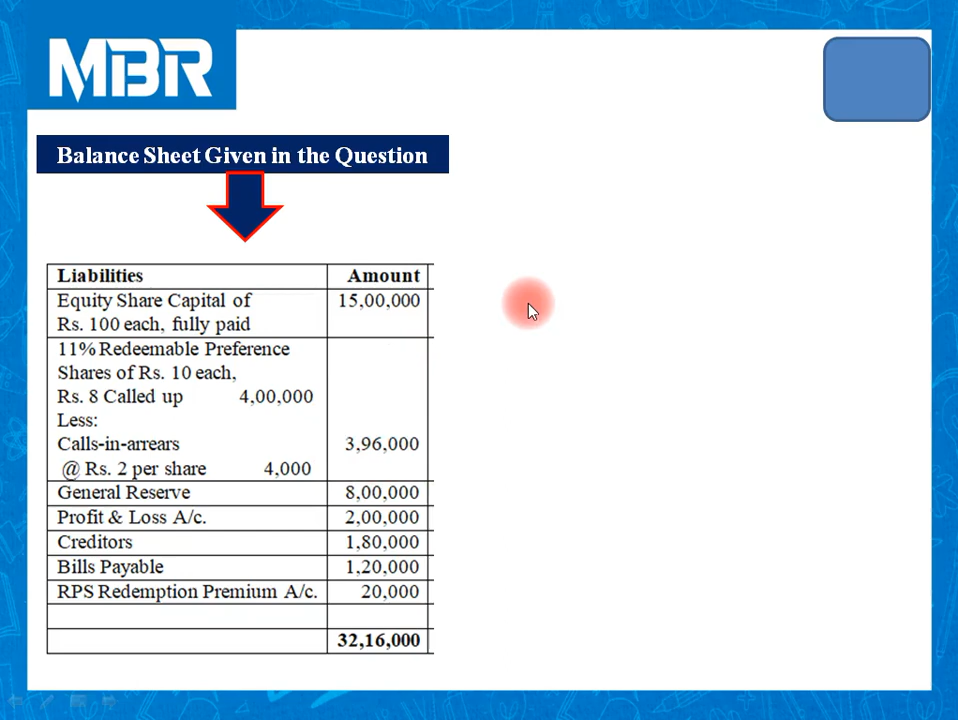 MBR
Balance Sheet Given in the Question
Liabilities Amount
Equity Share Capital of 15,00,000
Rs. 100 each, fully paid
11% Redeemable Preference
Shares of Rs. 10 each,
Rs. 8 Called up 4,00,000
Less:
Calls-in-arrears 3,96,000
@ Rs. 2 per share 4,000
General Reserve 8,00,000
Profit & Loss A/c. 2,00,000
Creditors 1,80,000
Bills Payable 1,20,000
RPS Redemption Premium A/c. 20,000
32,16,000